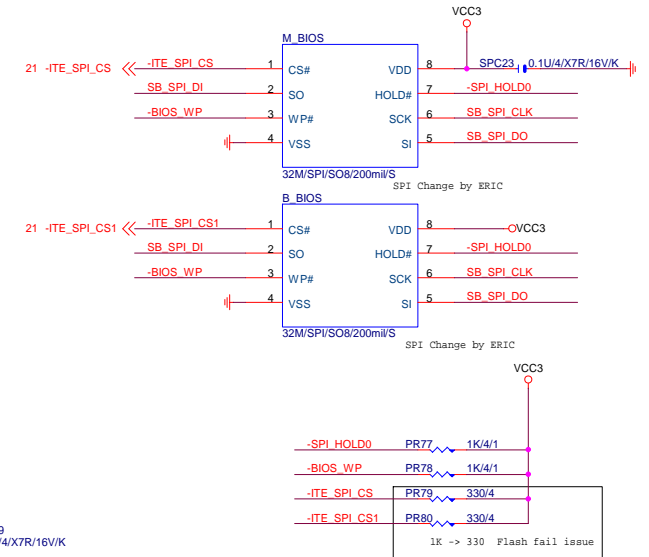 VCC3
M_BIOS
21 -ITE_SPI_CS -ITE_SPI_CS 1 CS# VDD 8 SPC23 0.1U/4/X7R/16V/K
SB_SPI_DI 2 SO HOLD# 7 -SPI_HOLD0
-BIOS_WP 3 WP# SCK 6 SB_SPI_CLK
4 VSS SI 5 SB_SPI_DO
32M/SPI/SO8/200mil/S
SPI Change by ERIC
B_BIOS
21 -ITE_SPI_CS1 -ITE_SPI_CS1 1 CS# VDD 8 VCC3
SB_SPI_DI 2 SO HOLD# 7 -SPI_HOLD0
-BIOS_WP 3 WP# SCK 6 SB_SPI_CLK
4 VSS SI 5 SB_SPI_DO
32M/SPI/SO8/200mil/S
SPI Change by ERIC
VCC3
-SPI_HOLD0 PR77 1K/4/1
-BIOS_WP PR78 1K/4/1
-ITE_SPI_CS PR79 330/4
-ITE_SPI_CS1 PR80 330/4
1K -> 330 Flash fail issue
9
/4/X7R/16V/K